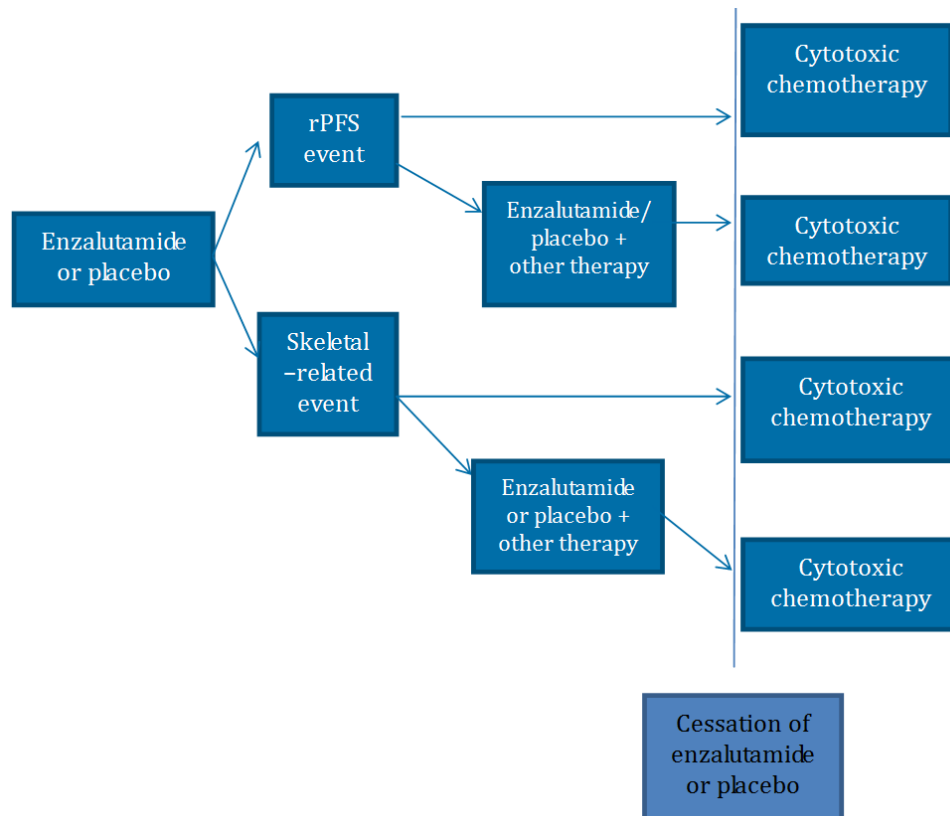 Cytotoxic
chemotherapy
rPFS
event
Enzalutamide/
placebo +
other therapy
Cytotoxic
chemotherapy
Enzalutamide
or placebo
Skeletal
–related
event
Cytotoxic
chemotherapy
Enzalutamide
or placebo +
other therapy
Cytotoxic
chemotherapy
Cessation of
enzalutamide
or placebo